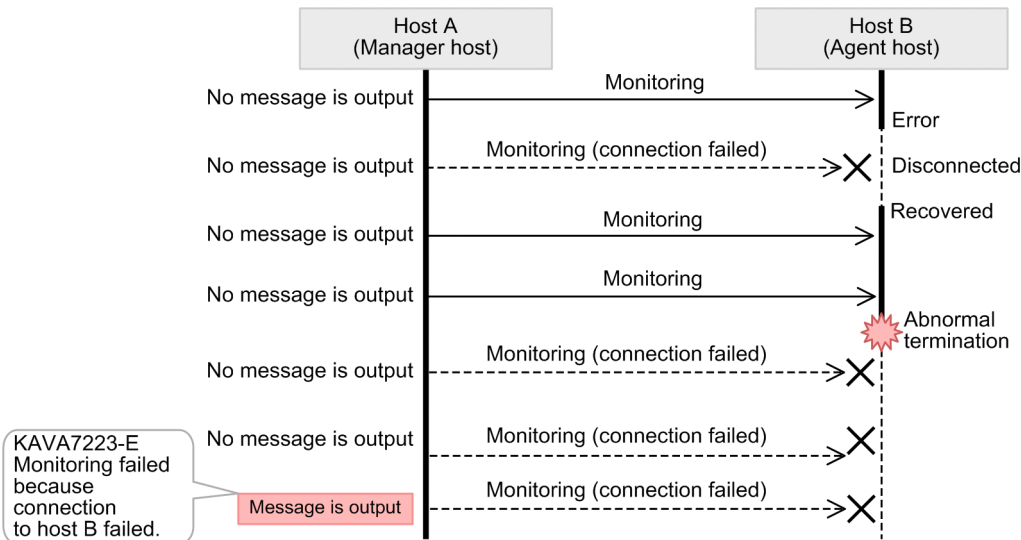 Host A
(Manager host)
Host B
(Agent host)
No message is output
Monitoring
Error
No message is output
Monitoring (connection failed)
Disconnected
Recovered
No message is output
Monitoring
No message is output
Monitoring
Abnormal
termination
No message is output
Monitoring (connection failed)
No message is output
Monitoring (connection failed)
KAVA7223-E
Monitoring failed
because
connection
to host B failed.
Message is output
Monitoring (connection failed)